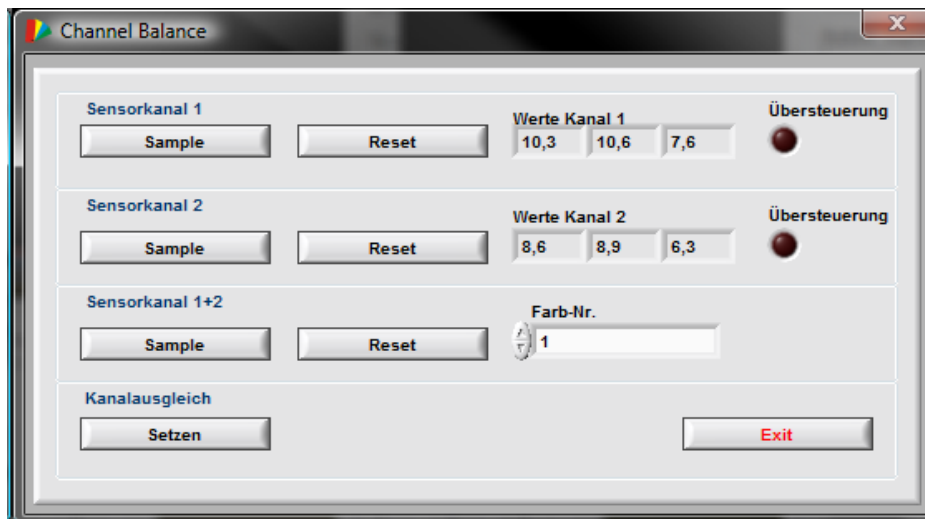 Channel Balance
Sensorkanal 1
Sample Reset
Werte Kanal 1
10,3 10,6 7,6
Übersteuerung
Sensorkanal 2
Sample Reset
Werte Kanal 2
8,6 8,9 6,3
Übersteuerung
Sensorkanal 1+2
Sample Reset
Farb-Nr.
1
Kanalausgleich
Setzen
Exit